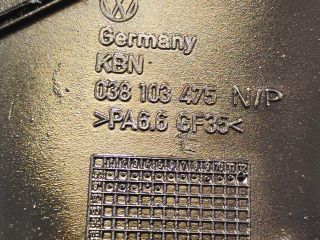 Germany
KBN
038 103 475 N/P
>PA6.6 GF35<